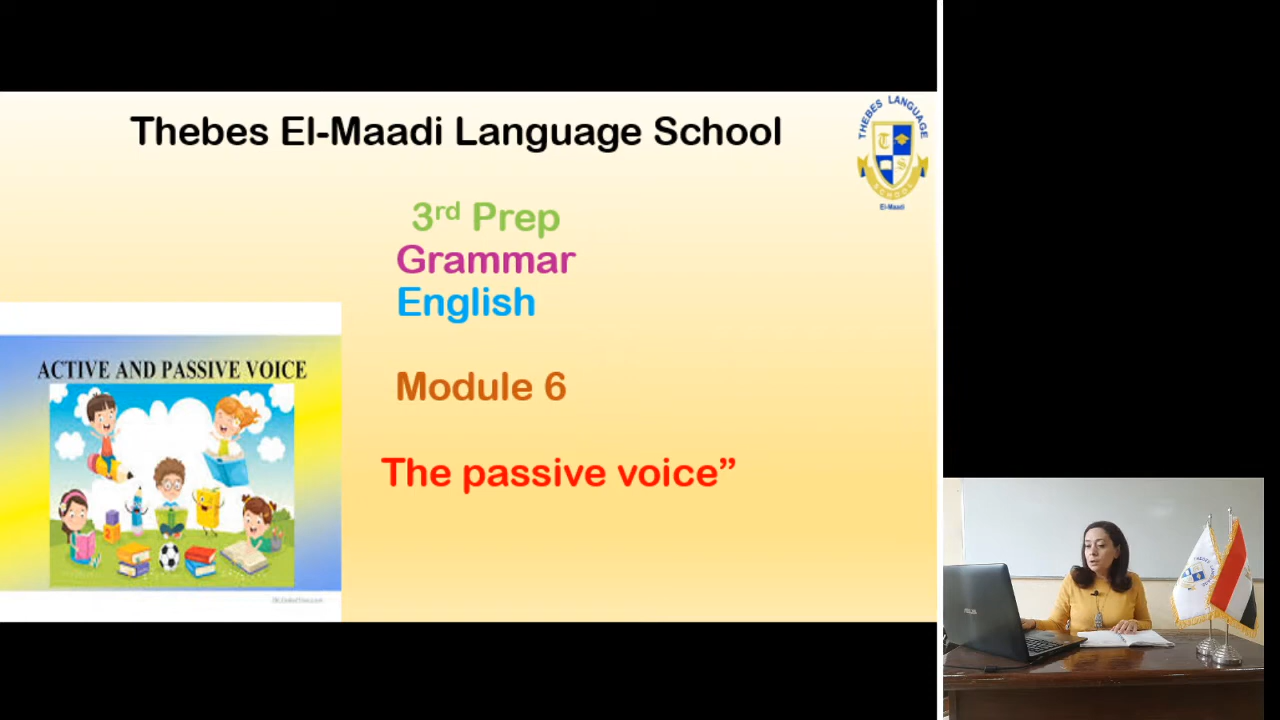 Thebes El-Maadi Language School
THEBES LANGUAGE
T
S
SCHOOL
El-Maadi
3rd Prep
Grammar
English
ACTIVE AND PASSIVE VOICE
Module 6
The passive voice”
ASUS